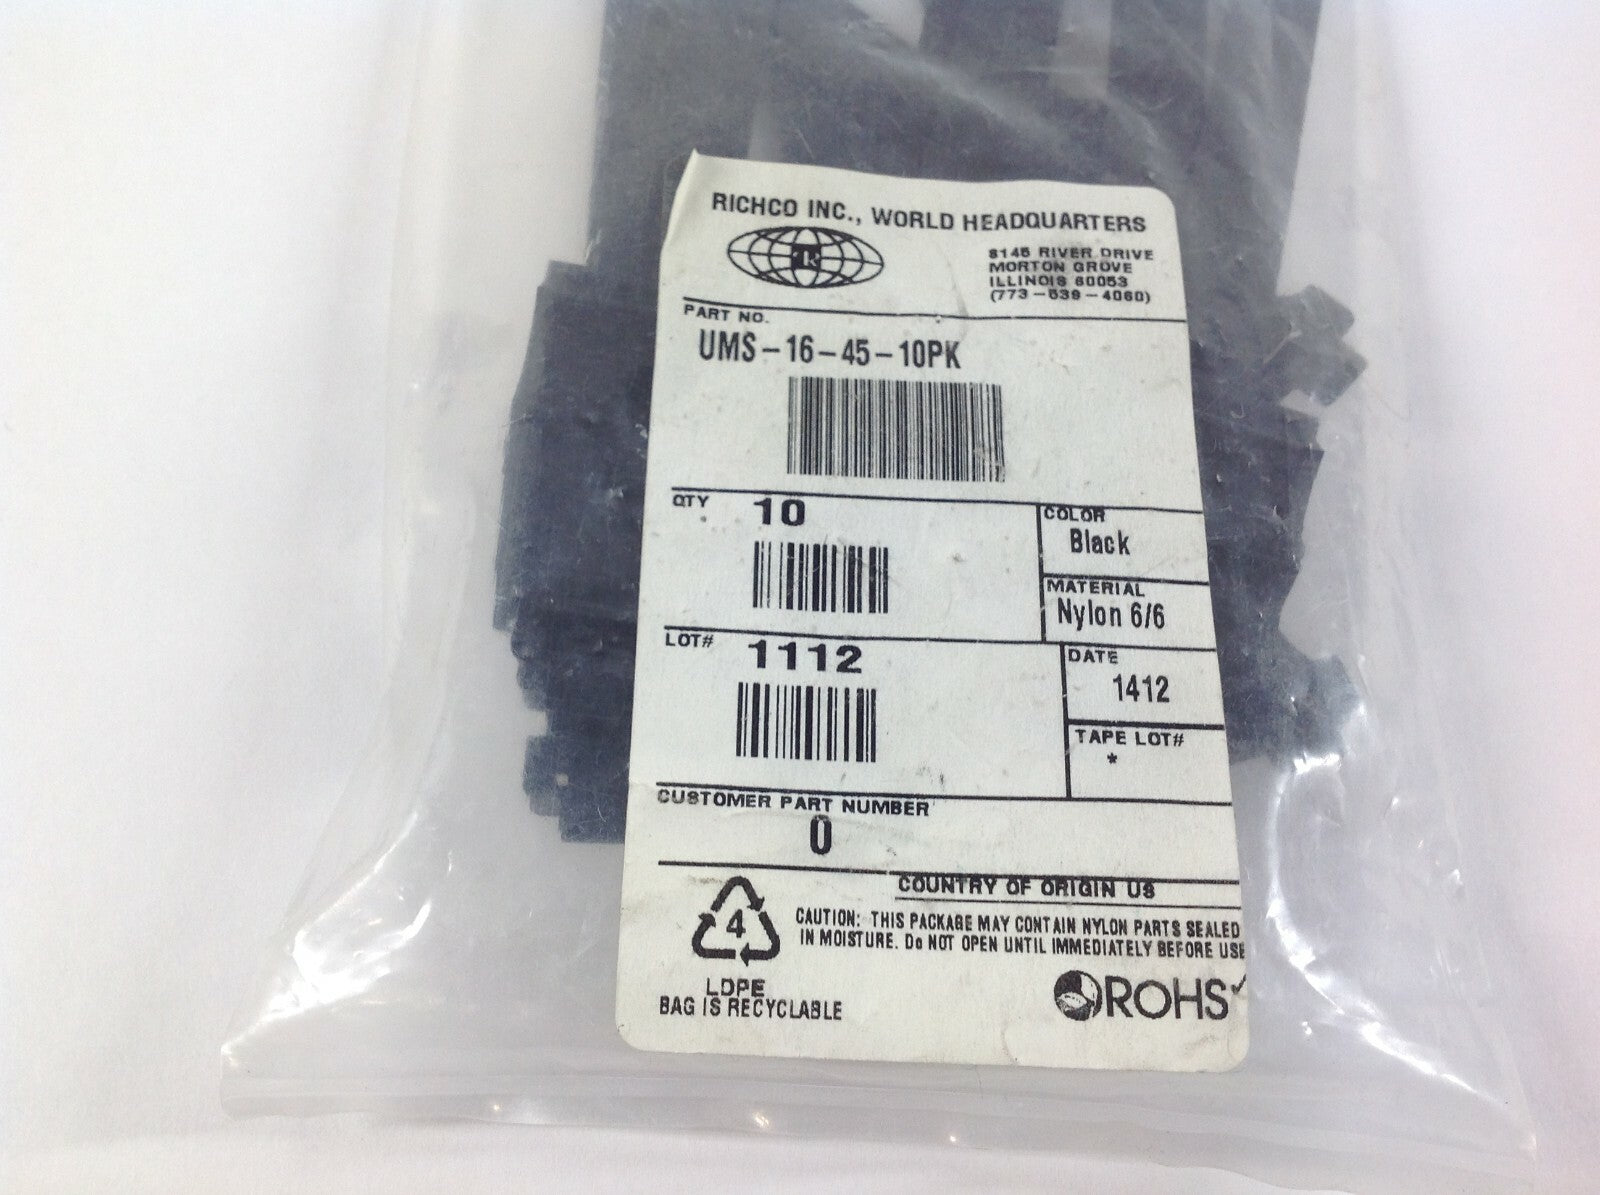 RICHCO INC., WORLD HEADQUARTERS
8145 RIVER DRIVE
MORTON GROVE
ILLINOIS 60053
(773-539-4060)
PART NO.
UMS-16-45-10PK
QTY 10
COLOR
Black
MATERIAL
Nylon 6/6
LOT# 1112
DATE
1412
TAPE LOT#
*
CUSTOMER PART NUMBER
0
COUNTRY OF ORIGIN US
4
CAUTION: THIS PACKAGE MAY CONTAIN NYLON PARTS SEALED
IN MOISTURE. Do NOT OPEN UNTIL IMMEDIATELY BEFORE USE
LDPE
BAG IS RECYCLABLE
ROHS✓